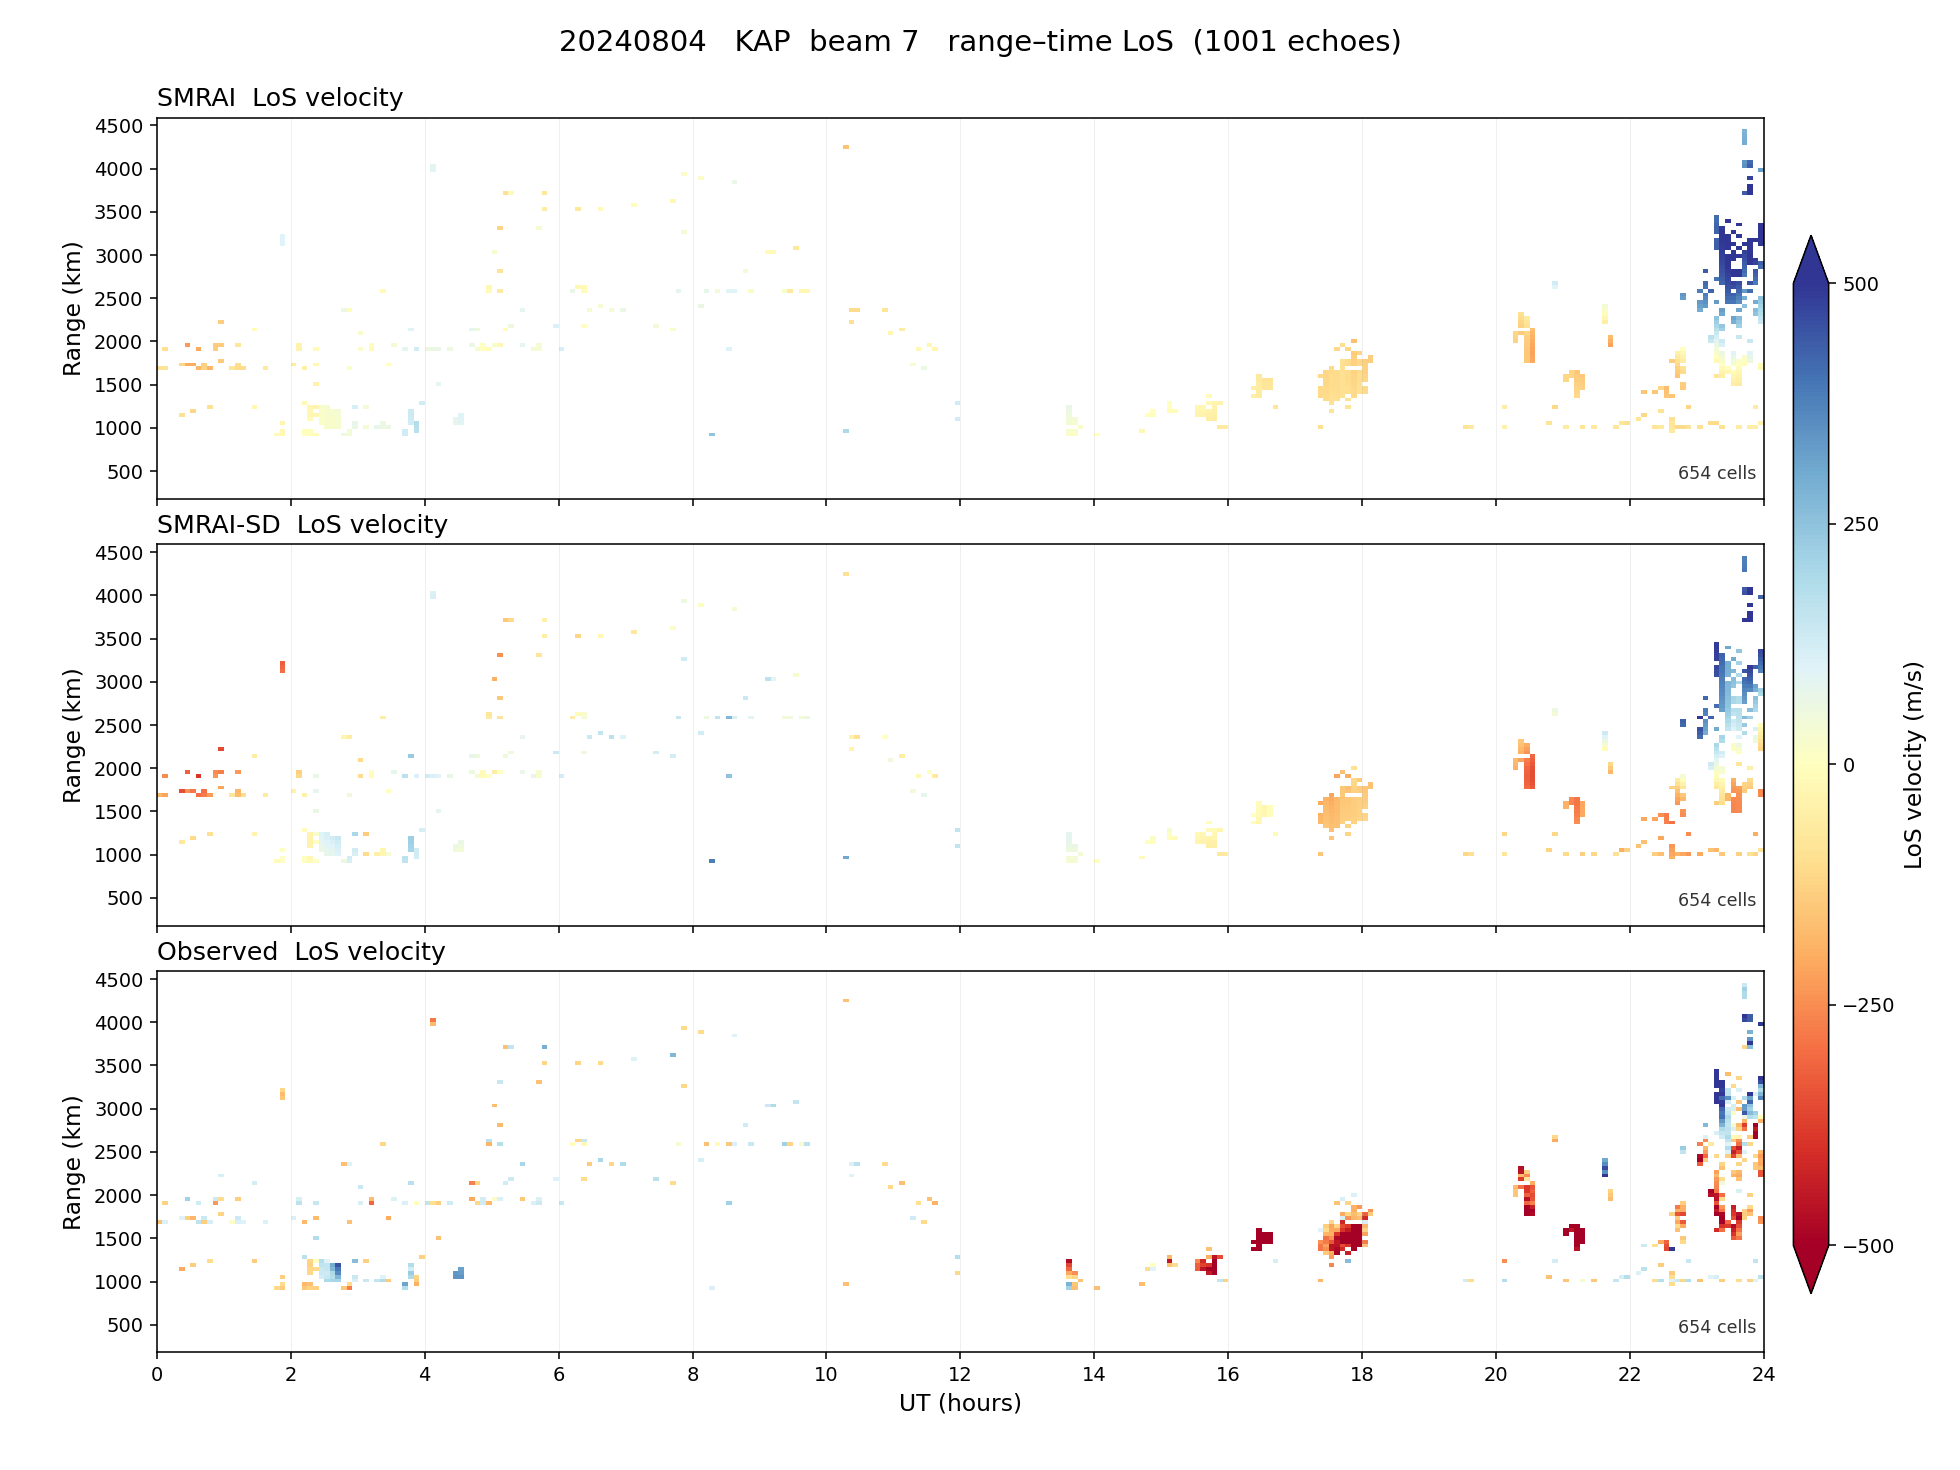 20240804   KAP  beam 7   range–time LoS  (1001 echoes)
SMRAI  LoS velocity
4500
4000
3500
3000
2500
2000
1500
1000
500
Range (km)
654 cells
SMRAI-SD  LoS velocity
4500
4000
3500
3000
2500
2000
1500
1000
500
Range (km)
654 cells
Observed  LoS velocity
4500
4000
3500
3000
2500
2000
1500
1000
500
Range (km)
654 cells
0 2 4 6 8 10 12 14 16 18 20 22 24
UT (hours)
500
250
0
−250
−500
LoS velocity (m/s)